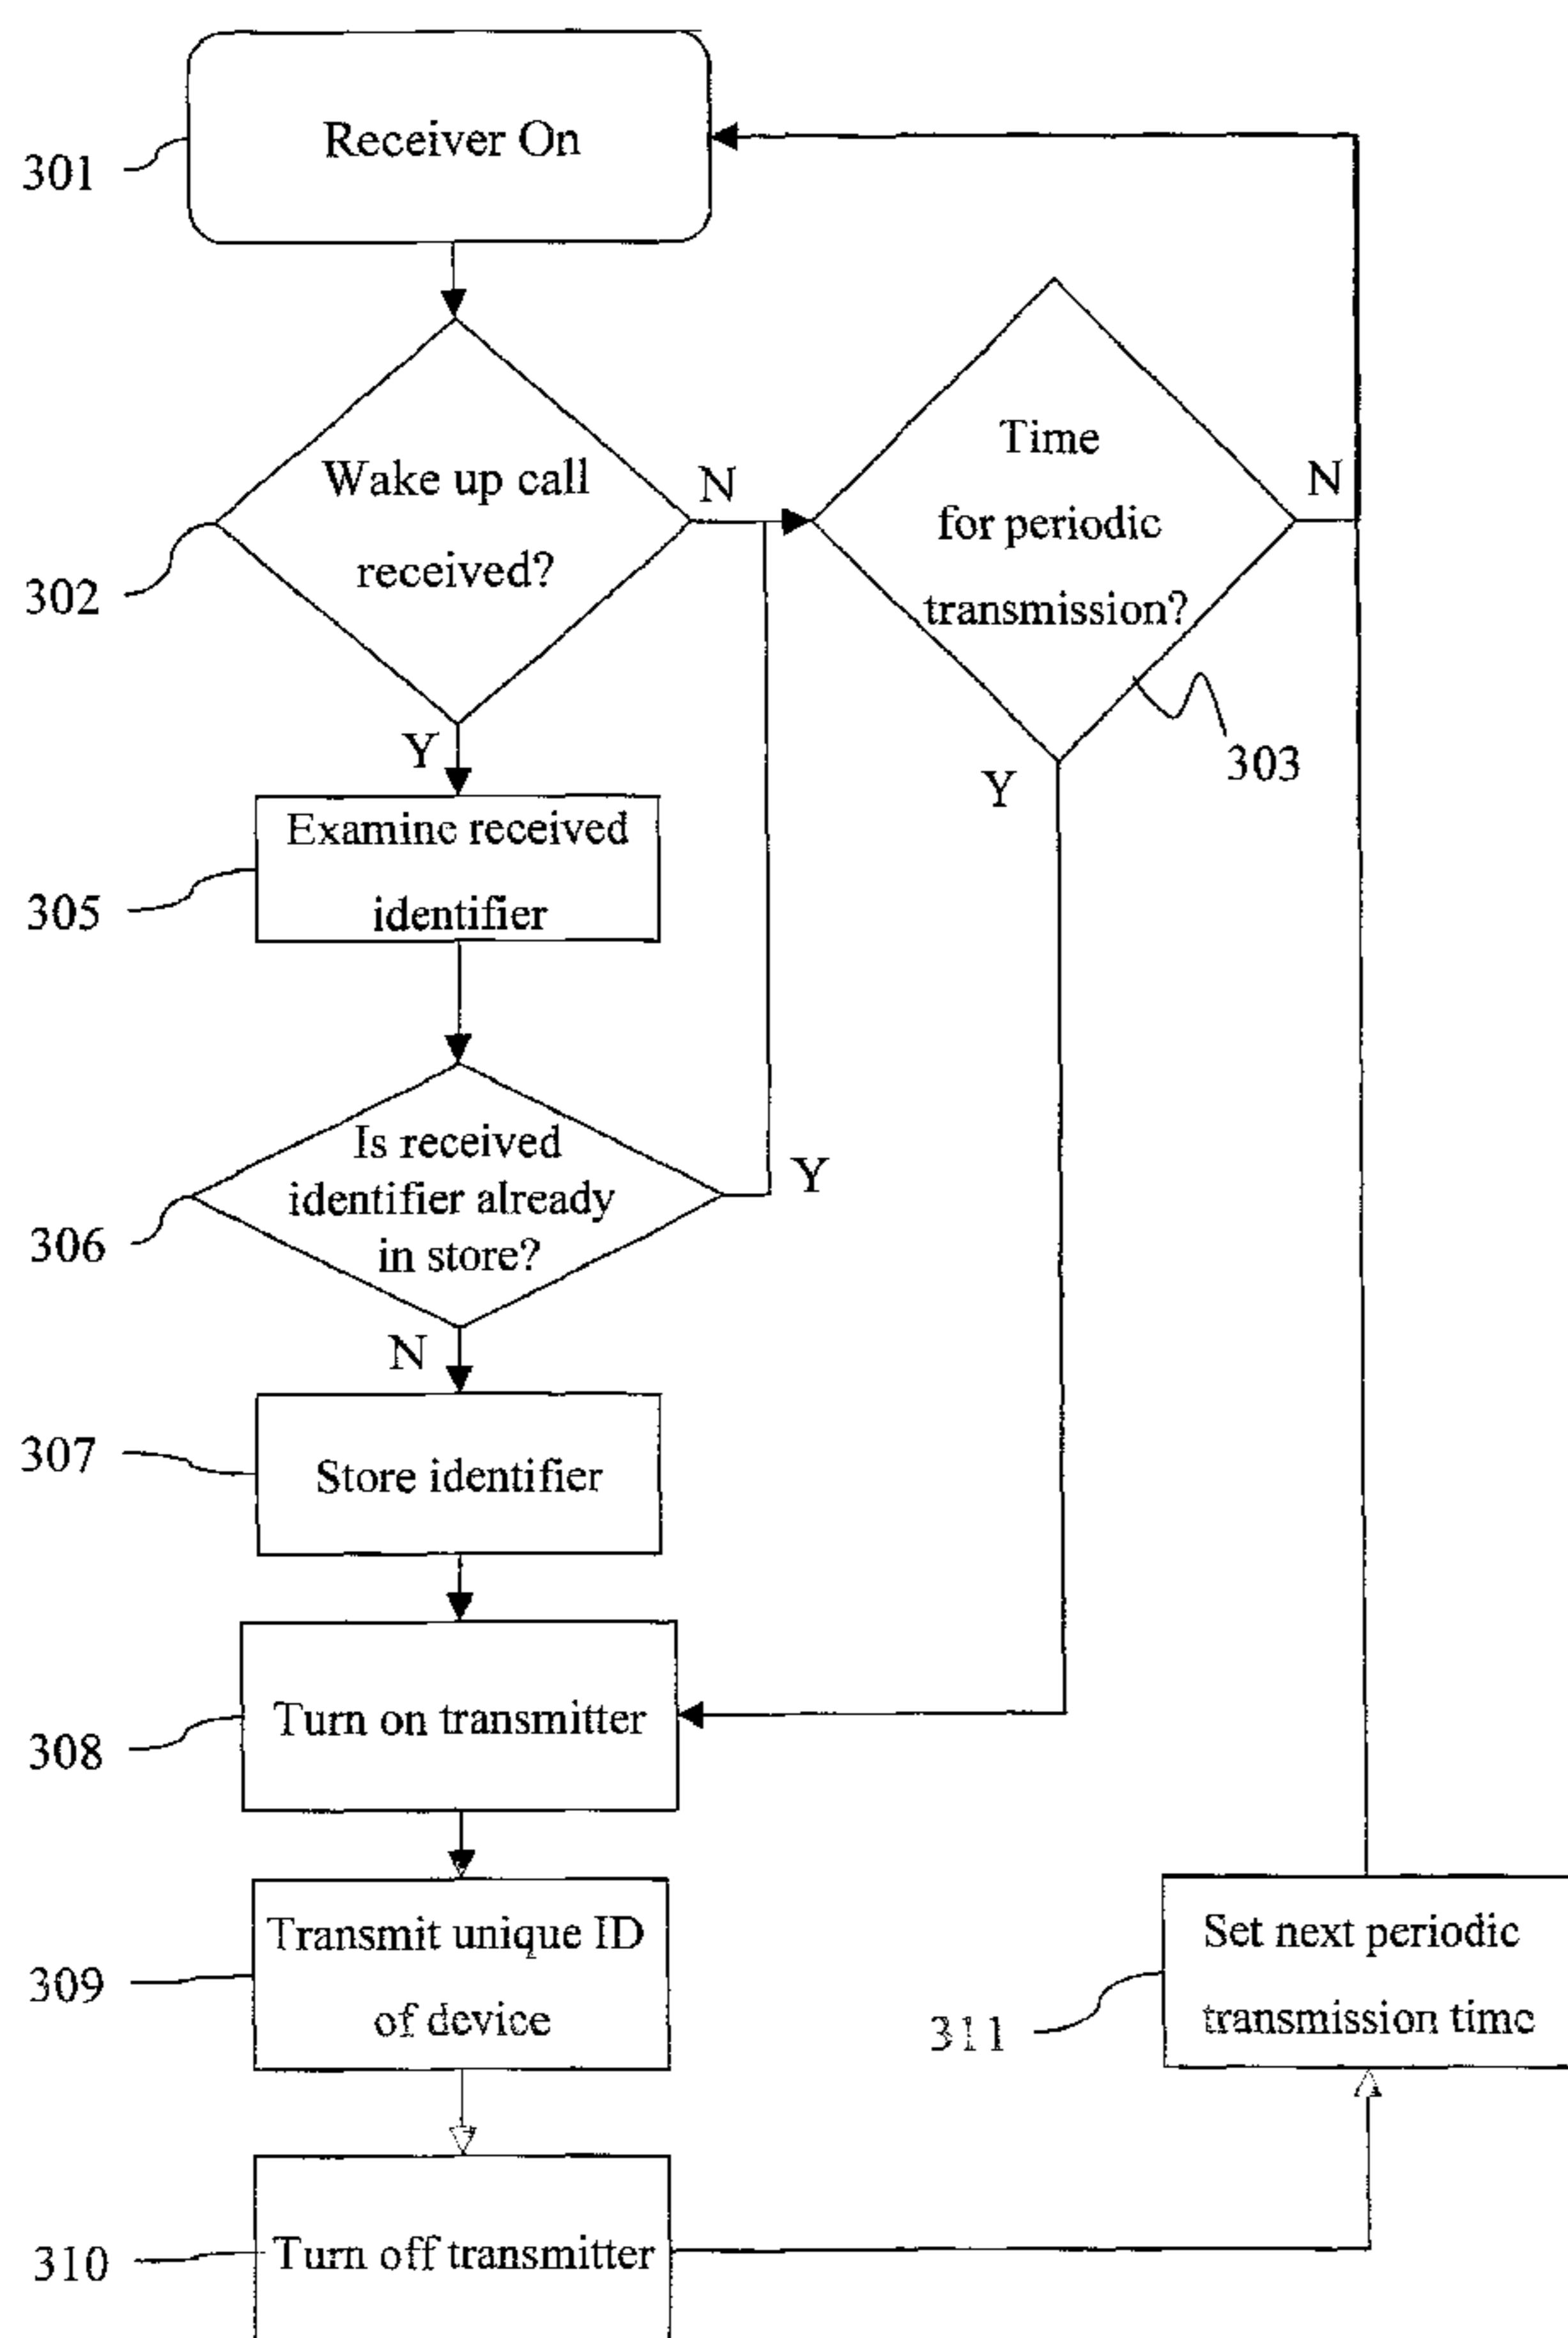 Receiver On
301
Wake up call
received?
302
N
Time
for periodic
transmission?
N
303
Y
Y
Examine received
identifier
305
Is received
identifier already
in store?
306
Y
N
Store identifier
307
Turn on transmitter
308
Transmit unique ID
of device
309
Set next periodic
transmission time
311
Turn off transmitter
310